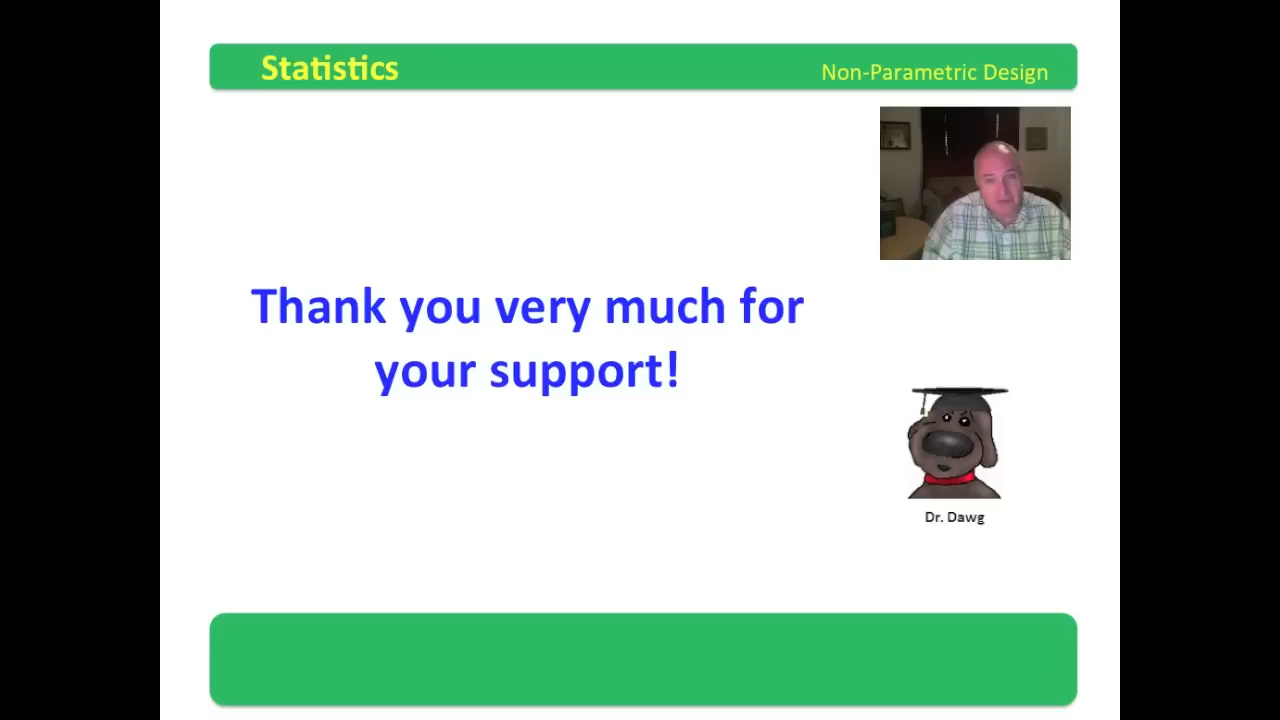 Statistics
Non-Parametric Design
Thank you very much for
your support!
Dr. Dawg